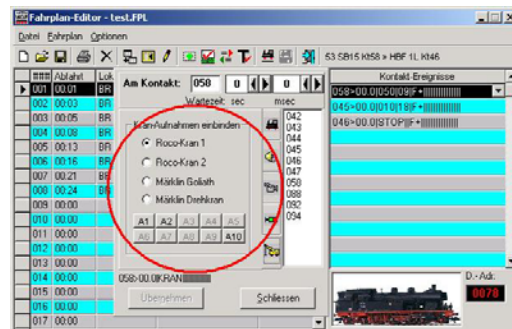 Fahrplan-Editor - test.FPL
Datei Fahrplan Optionen
53 SB15 Kt58 > HBF 1L Kt46
### Abfahrt Lok
001 00:01 BR
002 00:03 BR
003 00:05 BR
004 00:08 BR
005 00:13 BR
006 00:16 BR
007 00:21 BR
008 00:24 BR
009 00:00
010 00:00
011 00:00
012 00:00
013 00:00
014 00:00
015 00:00
016 00:00
017 00:00
Am Kontakt: 058 0 0
Wartezeit: sec msec
Kran-Aufnahmen einbinden
Roco-Kran 1
Roco-Kran 2
Märklin Goliath
Märklin Drehkran
A1 A2 A3 A4 A5
A6 A7 A8 A9 A10
058>00.0|KRAN||||||||||
Übernehmen
Schliessen
042
043
044
045
046
047
058
088
092
094
Kontakt-Ereignisse
058>00.0|050|09|F+||||||||||||
045>00.0|010|18|F+||||||||||||
046>00.0|STOP||F+||||||||||||
D.-Adr.
0078